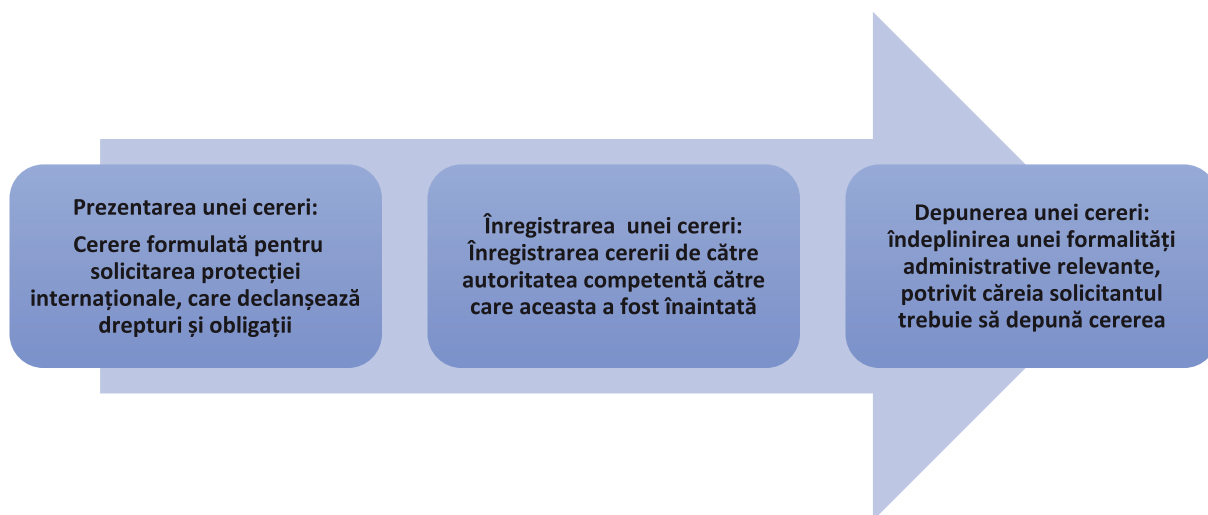 Prezentarea unei cereri:
Cerere formulată pentru
solicitarea protecției
internaționale, care declanșează
drepturi și obligații
Înregistrarea  unei cereri:
Înregistrarea cererii de către
autoritatea competentă către
care aceasta a fost înaintată
Depunerea unei cereri:
îndeplinirea unei formalități
administrative relevante,
potrivit căreia solicitantul
trebuie să depună cererea